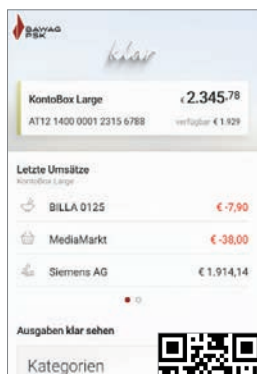 BAWAG
PSK
klar
KontoBox Large
€ 2.345,78
AT12 1400 0001 2315 6788
verfügbar € 1.929
Letzte Umsätze
KontoBox Large
BILLA 0125
€ -7,90
MediaMarkt
€ -38,00
Siemens AG
€ 1.914,14
Ausgaben klar sehen
Kategorien